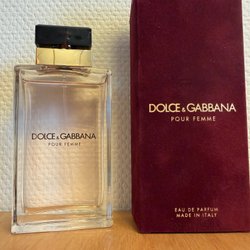 DOLCE & GABBANA
POUR FEMME
DOLCE & GABBANA
POUR FEMME
EAU DE PARFUM
MADE IN ITALY